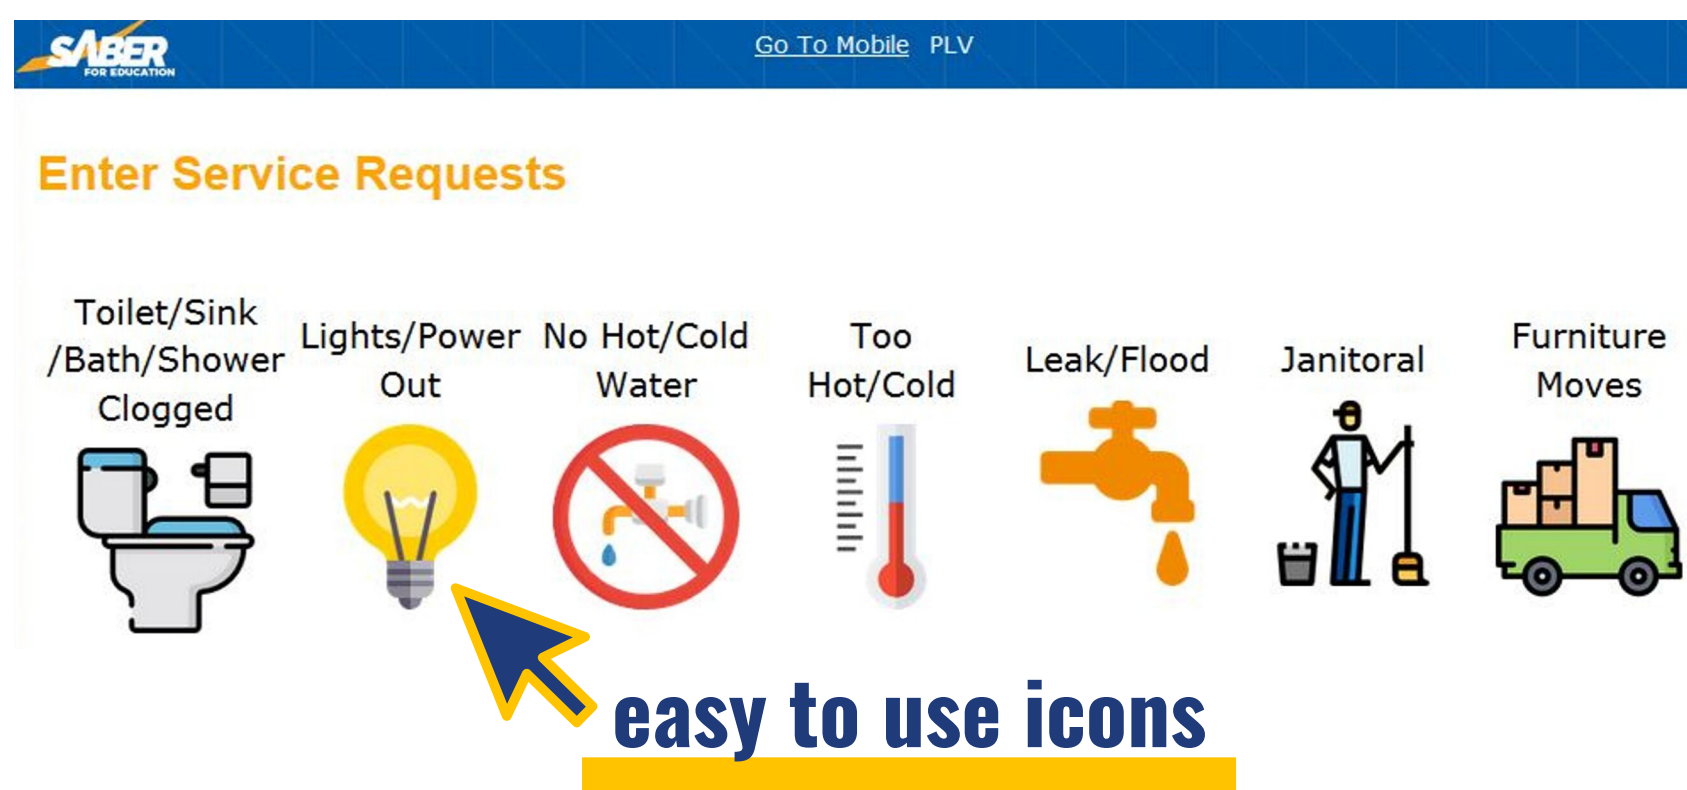 SABER
FOR EDUCATION
Go To Mobile PLV
Enter Service Requests
Toilet/Sink
/Bath/Shower
Clogged
Lights/Power
Out
No Hot/Cold
Water
Too
Hot/Cold
Leak/Flood
Janitoral
Furniture
Moves
easy to use icons